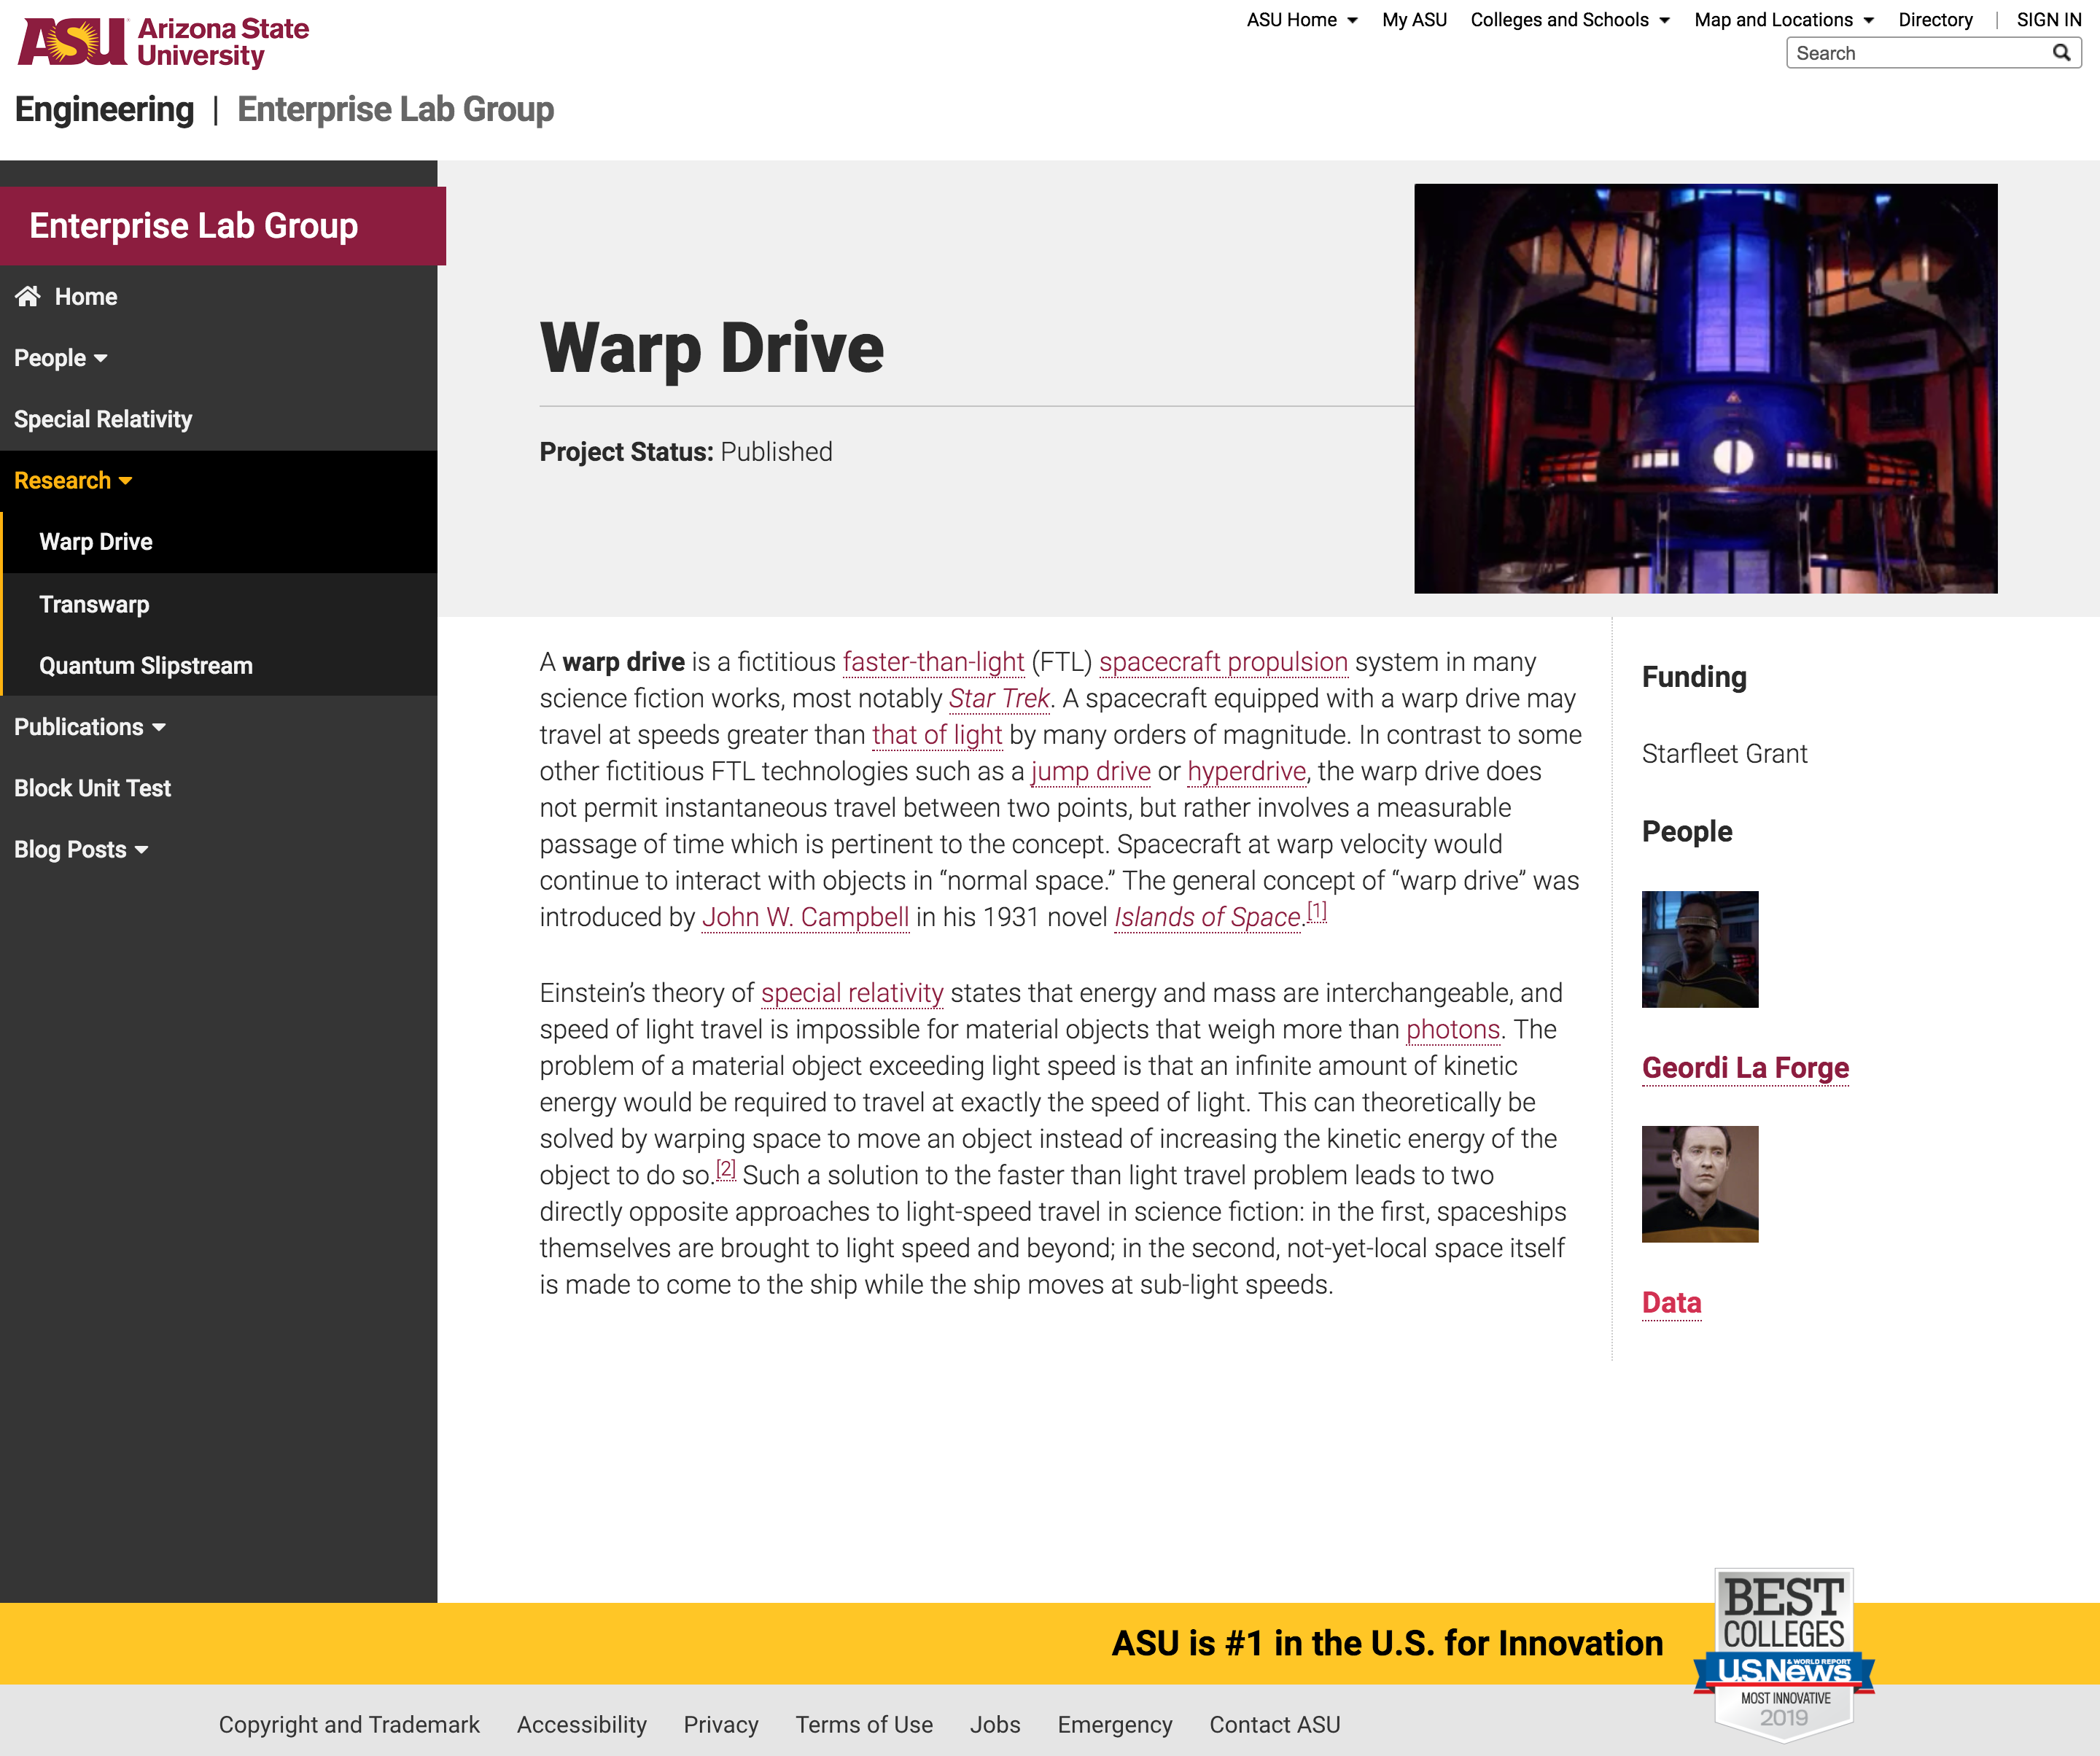 ASU Arizona State University
ASU Home
My ASU
Colleges and Schools
Map and Locations
Directory
|
SIGN IN
Search
Engineering | Enterprise Lab Group
Enterprise Lab Group
Home
People
Special Relativity
Research
Warp Drive
Transwarp
Quantum Slipstream
Publications
Block Unit Test
Blog Posts
Warp Drive
Project Status: Published
A warp drive is a fictitious faster-than-light (FTL) spacecraft propulsion system in many
science fiction works, most notably Star Trek. A spacecraft equipped with a warp drive may
travel at speeds greater than that of light by many orders of magnitude. In contrast to some
other fictitious FTL technologies such as a jump drive or hyperdrive, the warp drive does
not permit instantaneous travel between two points, but rather involves a measurable
passage of time which is pertinent to the concept. Spacecraft at warp velocity would
continue to interact with objects in “normal space.” The general concept of “warp drive” was
introduced by John W. Campbell in his 1931 novel Islands of Space.[1]
Einstein’s theory of special relativity states that energy and mass are interchangeable, and
speed of light travel is impossible for material objects that weigh more than photons. The
problem of a material object exceeding light speed is that an infinite amount of kinetic
energy would be required to travel at exactly the speed of light. This can theoretically be
solved by warping space to move an object instead of increasing the kinetic energy of the
object to do so.[2] Such a solution to the faster than light travel problem leads to two
directly opposite approaches to light-speed travel in science fiction: in the first, spaceships
themselves are brought to light speed and beyond; in the second, not-yet-local space itself
is made to come to the ship while the ship moves at sub-light speeds.
Funding
Starfleet Grant
People
Geordi La Forge
Data
ASU is #1 in the U.S. for Innovation
BEST
COLLEGES
U.S.News & WORLD REPORT
MOST INNOVATIVE
2019
Copyright and Trademark
Accessibility
Privacy
Terms of Use
Jobs
Emergency
Contact ASU